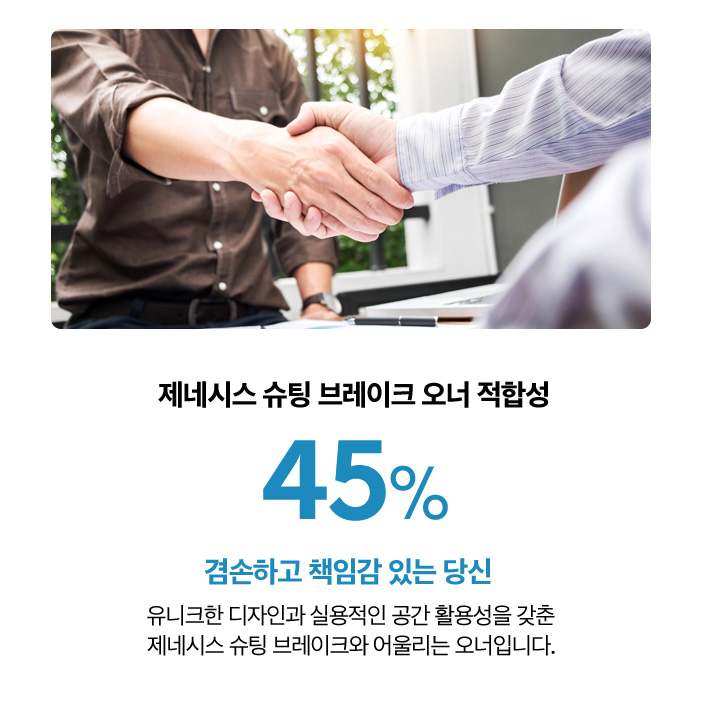 제네시스 슈팅 브레이크 오너 적합성
45%
겸손하고 책임감 있는 당신
유니크한 디자인과 실용적인 공간 활용성을 갖춘
제네시스 슈팅 브레이크와 어울리는 오너입니다.